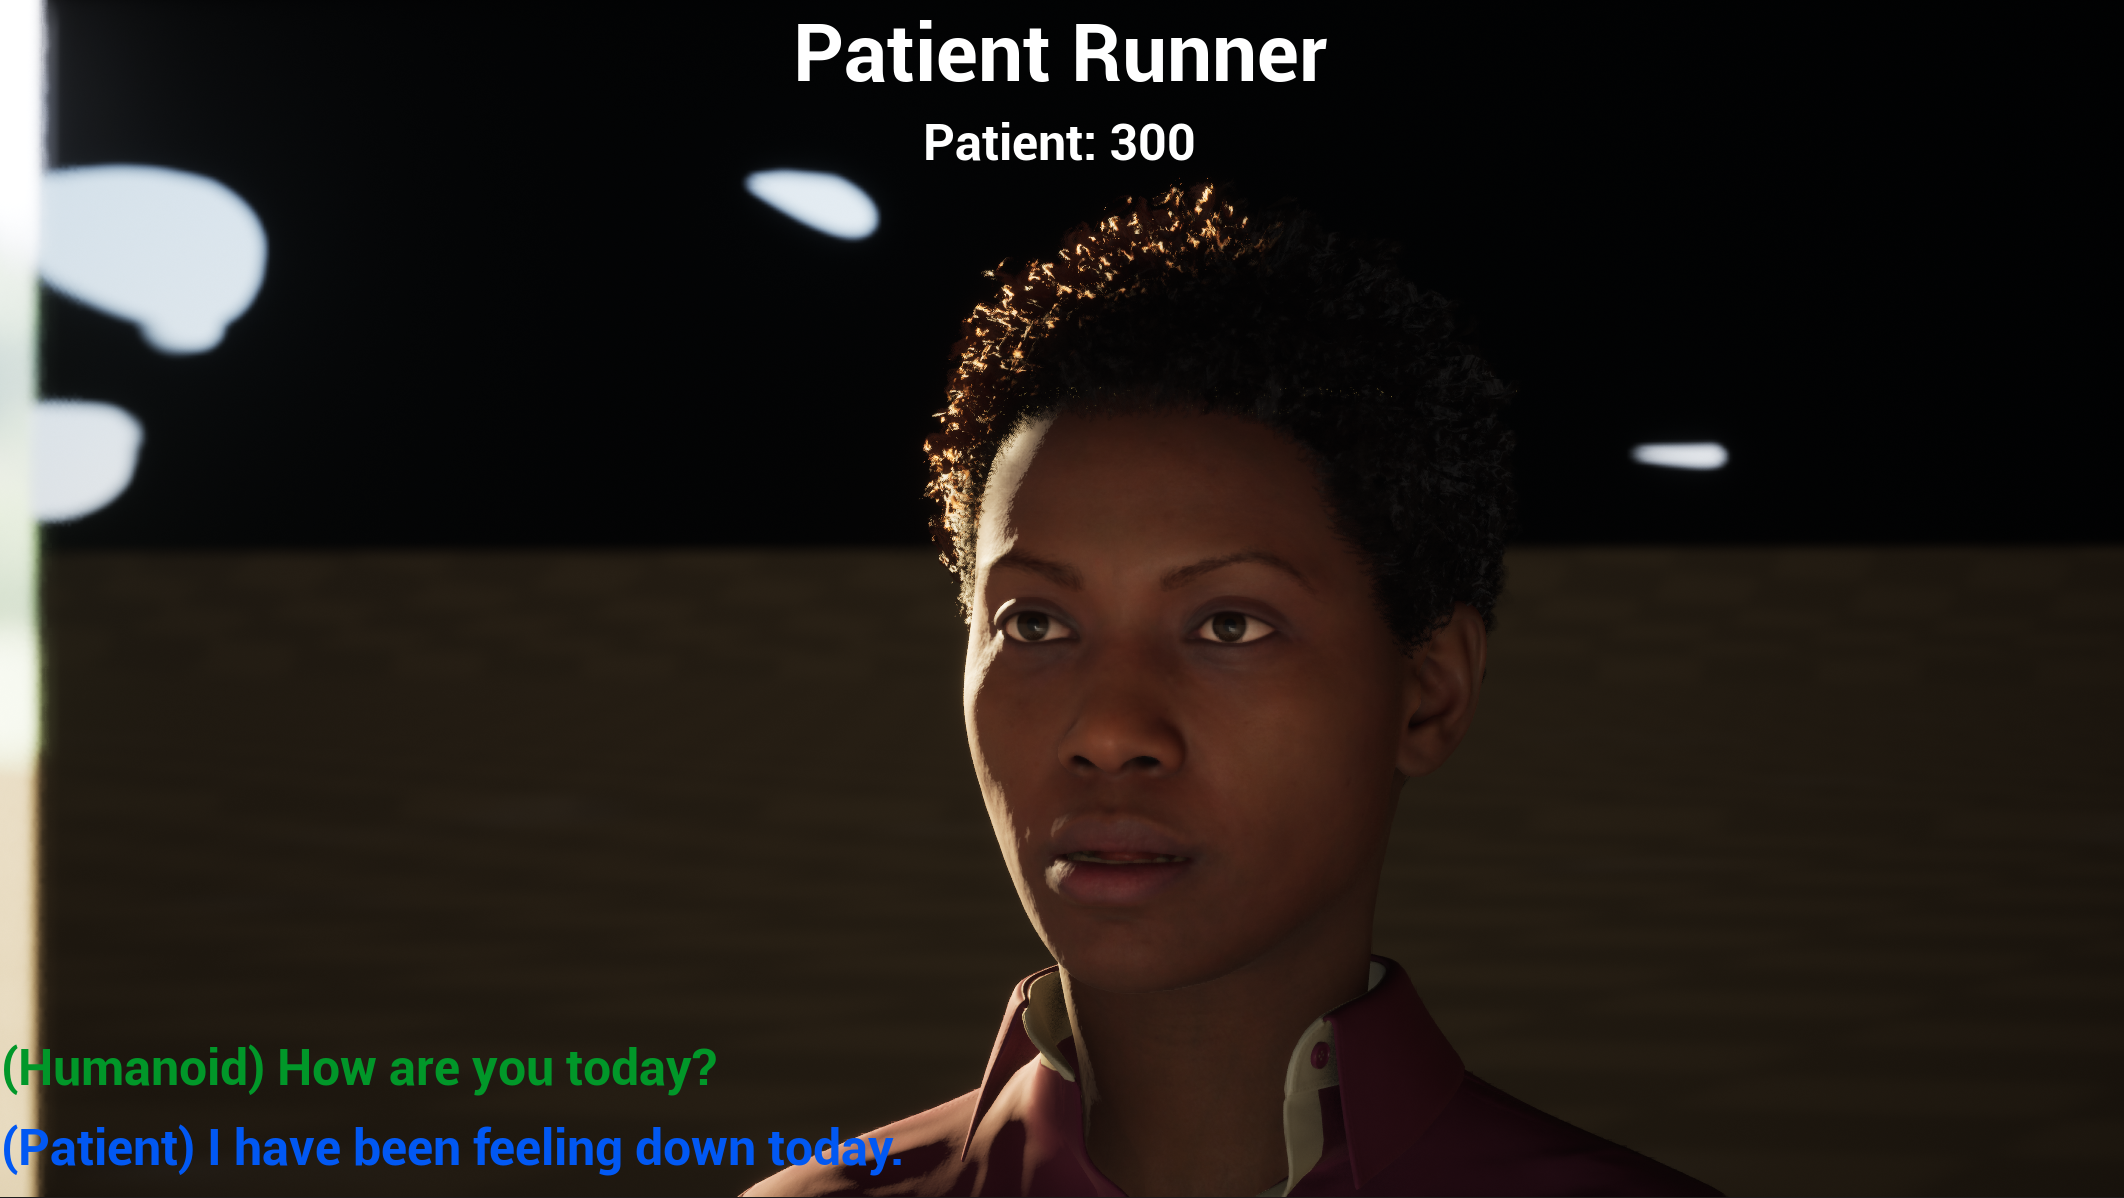 Patient Runner
Patient: 300
(Humanoid) How are you today?
(Patient) I have been feeling down today.